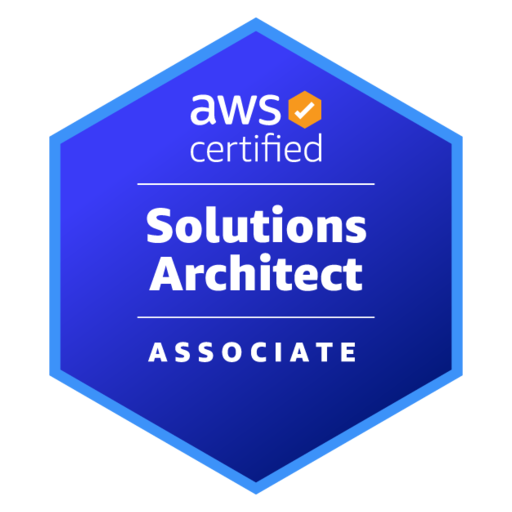 aws
certified
Solutions
Architect
ASSOCIATE